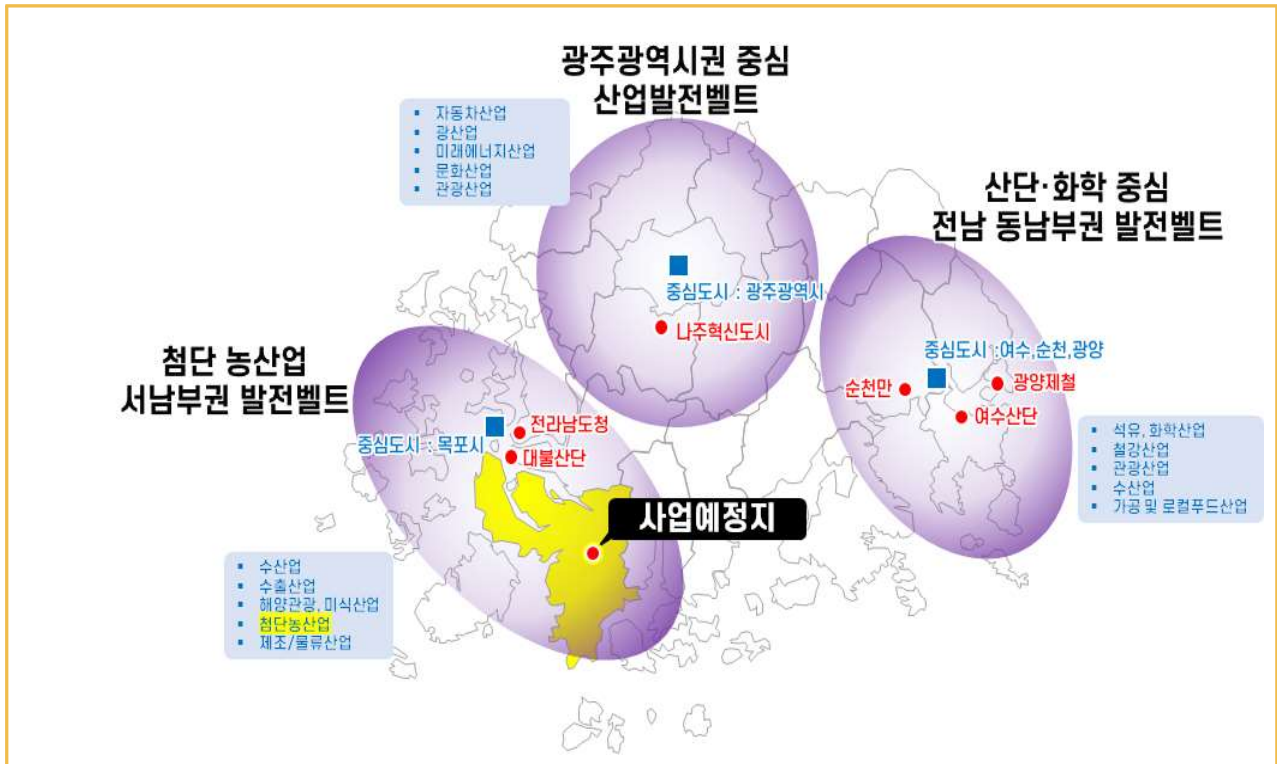 광주광역시권 중심
산업발전벨트
▪ 자동차산업
▪ 광산업
▪ 미래에너지산업
▪ 문화산업
▪ 관광산업
산단·화학 중심
전남 동남부권 발전벨트
중심도시 : 광주광역시
나주혁신도시
중심도시 :여수,순천,광양
순천만
광양제철
여수산단
▪ 석유, 화학산업
▪ 철강산업
▪ 관광산업
▪ 수산업
▪ 가공 및 로컬푸드산업
첨단 농산업
서남부권 발전벨트
전라남도청
중심도시 : 목포시
대불산단
사업예정지
▪ 수산업
▪ 수출산업
▪ 해양관광, 미식산업
▪ 첨단농산업
▪ 제조/물류산업